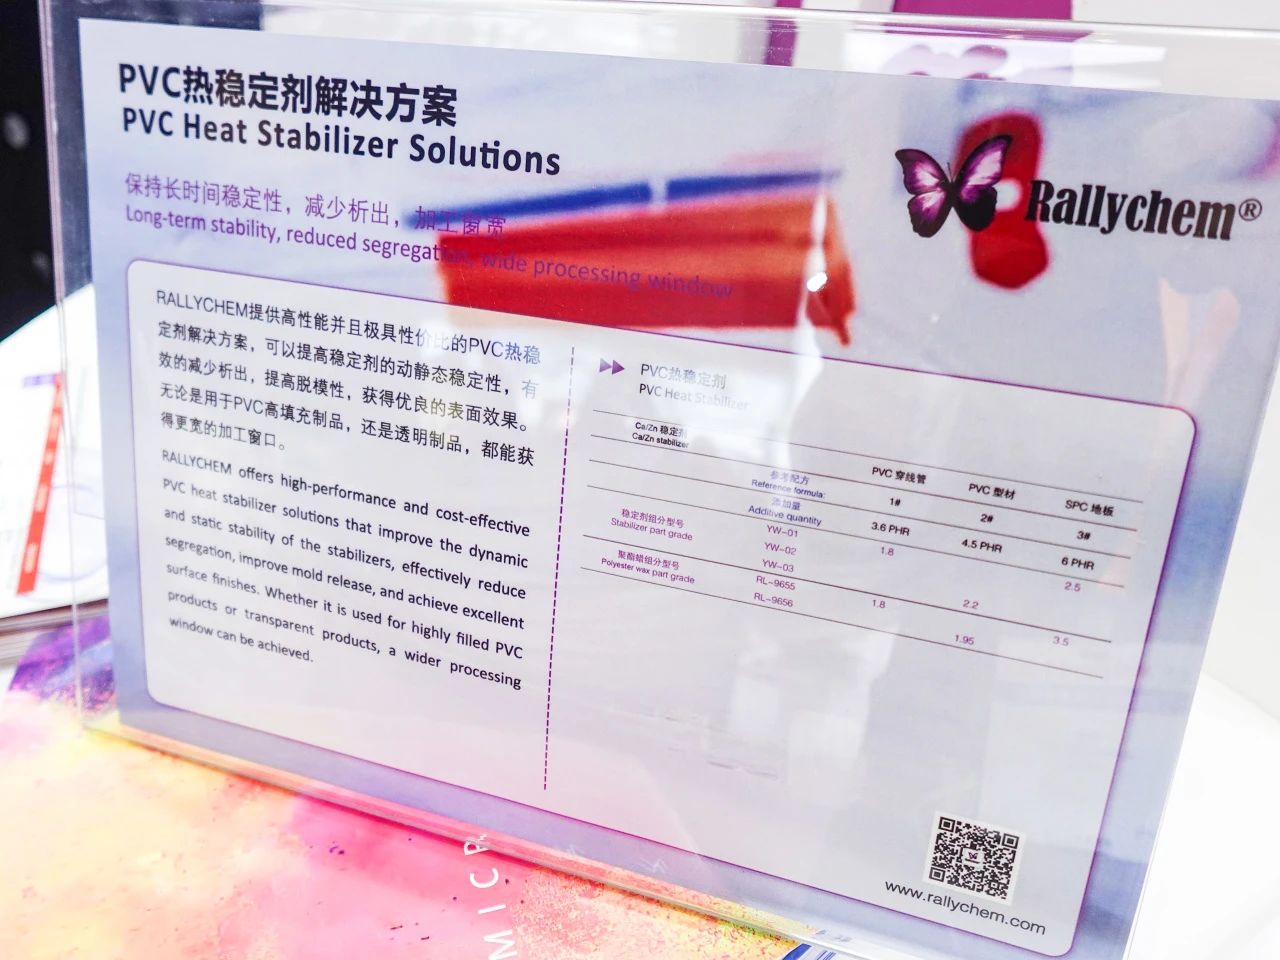 PVC热稳定剂解决方案
PVC Heat Stabilizer Solutions
保持长时间稳定性，减少析出，加工窗宽
Long-term stability, reduced segregation, wide processing window
Rallychem®
RALLYCHEM提供高性能并且极具性价比的PVC热稳
定剂解决方案，可以提高稳定剂的动静态稳定性，有
效的减少析出，提高脱模性，获得优良的表面效果。
无论是用于PVC高填充制品，还是透明制品，都能获
得更宽的加工窗口。
RALLYCHEM offers high-performance and cost-effective
PVC heat stabilizer solutions that improve the dynamic
and static stability of the stabilizers, effectively reduce
segregation, improve mold release, and achieve excellent
surface finishes. Whether it is used for highly filled PVC
products or transparent products, a wider processing
window can be achieved.
PVC热稳定剂
PVC Heat Stabilizer
Ca/Zn 稳定剂
Ca/Zn stabilizer
PVC 穿线管 PVC 型材 SPC 地板
参考配方
Reference formula: 1# 2# 3#
添加量
Additive quantity 3.6 PHR 4.5 PHR 6 PHR
稳定剂组分型号
Stabilizer part grade
YW-01 1.8
YW-02 2.5
YW-03 2.2
聚酯蜡组分型号
Polyester wax part grade
RL-9655 1.8 3.5
RL-9656 1.95
www.rallychem.com
MICR